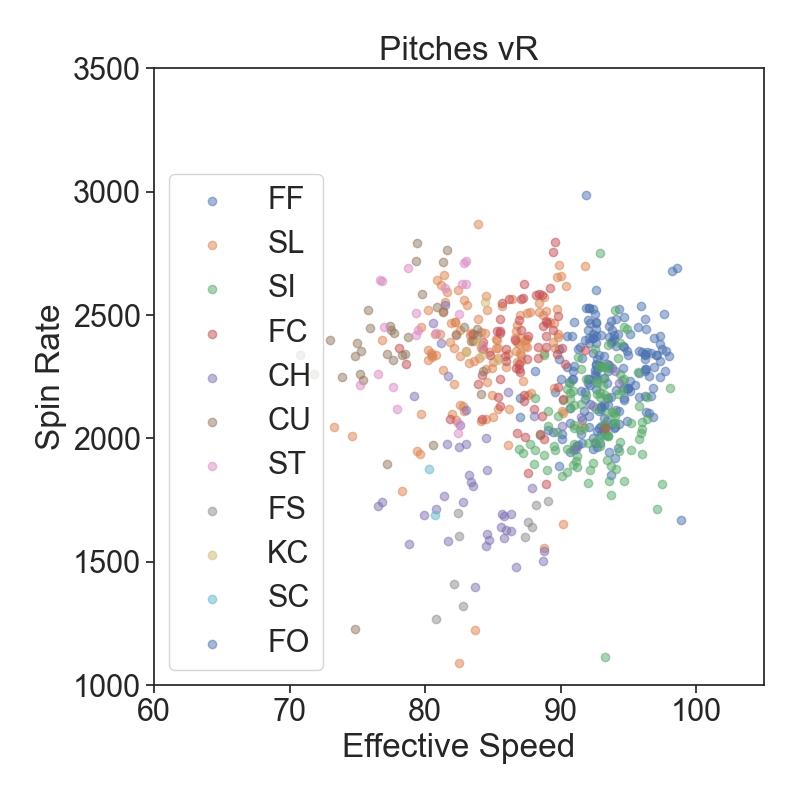 Pitches vR
3500
3000
2500
2000
1500
1000
Spin Rate
FF
SL
SI
FC
CH
CU
ST
FS
KC
SC
FO
60 70 80 90 100
Effective Speed